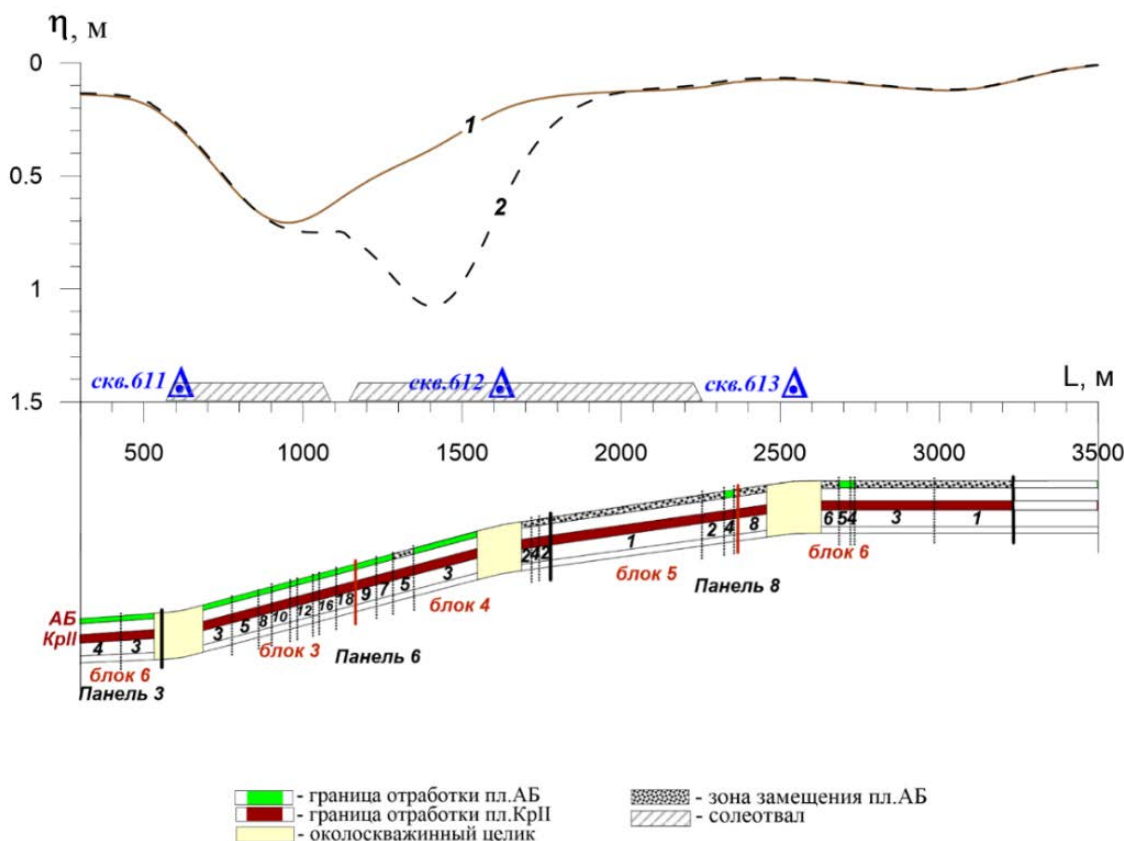 η, м
0
0.5
1
1.5
1
2
скв.611
скв.612
скв.613
L, м
500 1000 1500 2000 2500 3000 3500
АБ
КрII
4 3
3 5 8 10 12 16 18 9 7 5 3
2 4 2 1 2 4 8
6 5 4 3 1
блок 6
Панель 3
блок 3
Панель 6
блок 4
блок 5
Панель 8
блок 6
- граница отработки пл.АБ
- граница отработки пл.КрII
- околоскважинный целик
- зона замещения пл.АБ
- солеотвал